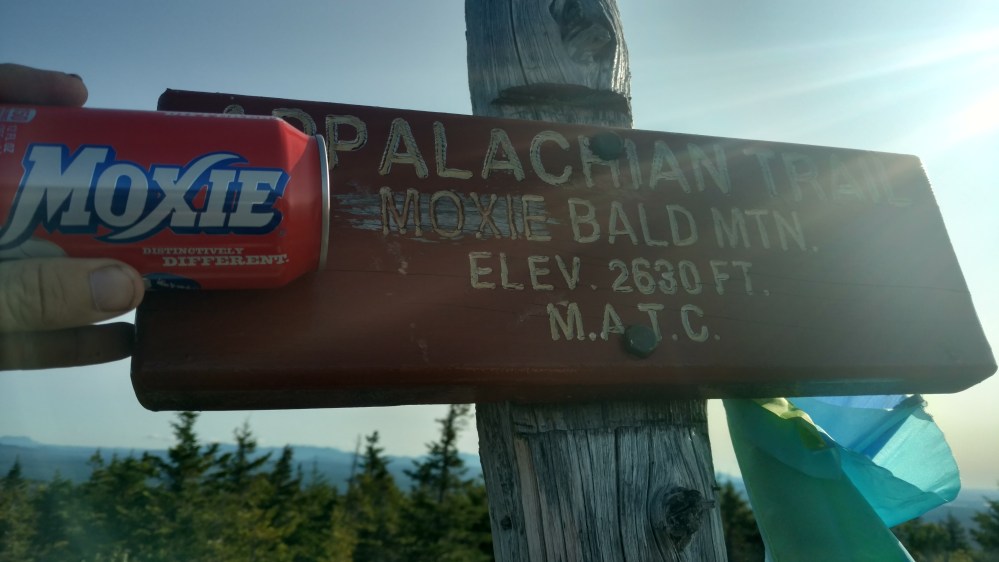 MOXIE
DISTINCTIVELY
DIFFERENT.
APPALACHIAN TRAIL
MOXIE BALD MTN.
ELEV. 2630 FT.
M.A.T.C.